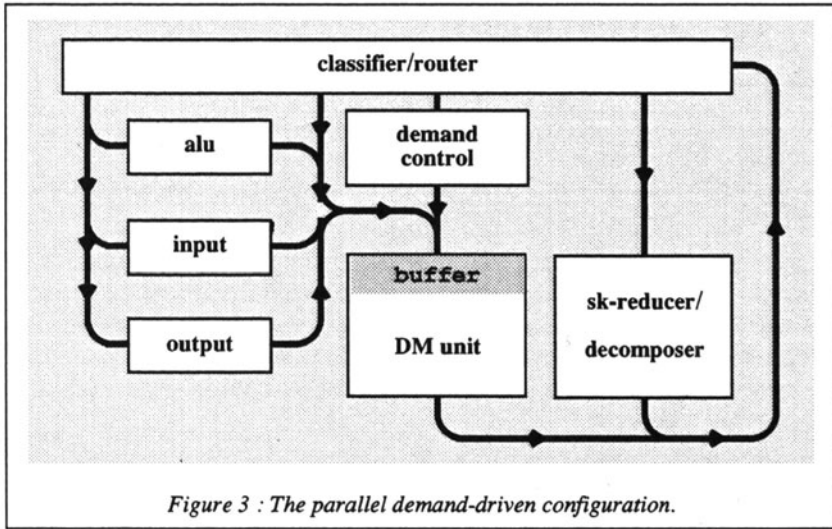 classifier/router
alu
demand
control
input
buffer
sk-reducer/
DM unit
decomposer
output
Figure 3 : The parallel demand-driven configuration.